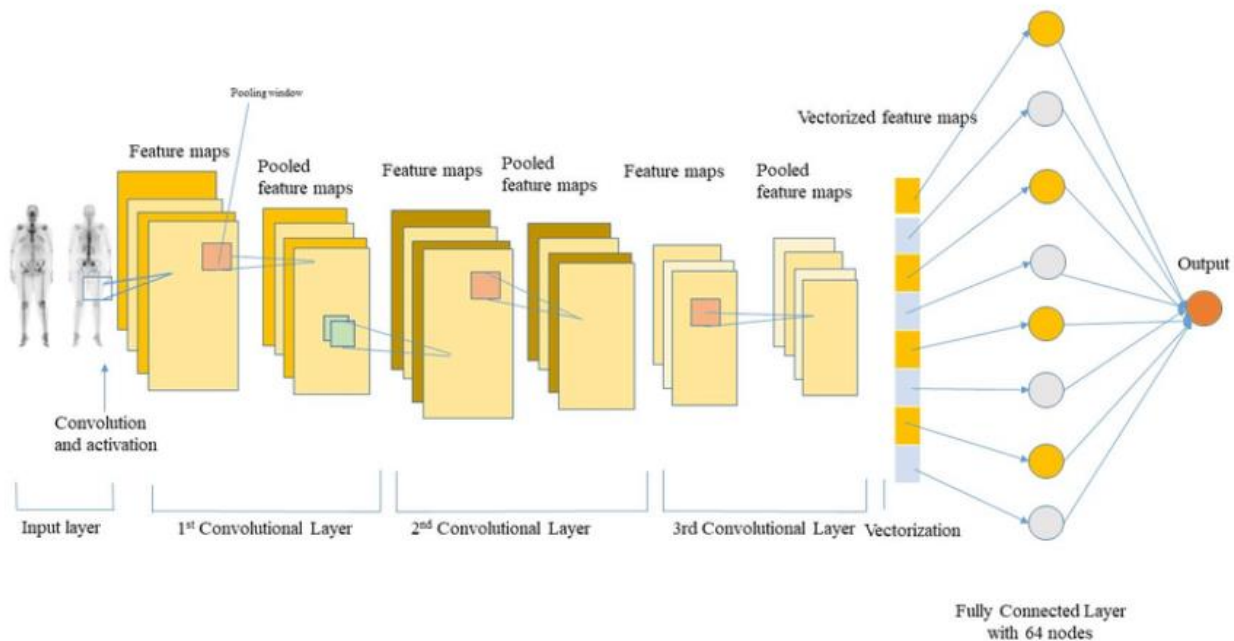 Pooling window
Vectorized feature maps
Feature maps
Pooled
feature maps
Feature maps
Pooled
feature maps
Feature maps
Pooled
feature maps
Output
Convolution
and activation
Input layer
1st Convolutional Layer
2nd Convolutional Layer
3rd Convolutional Layer
Vectorization
Fully Connected Layer
with 64 nodes